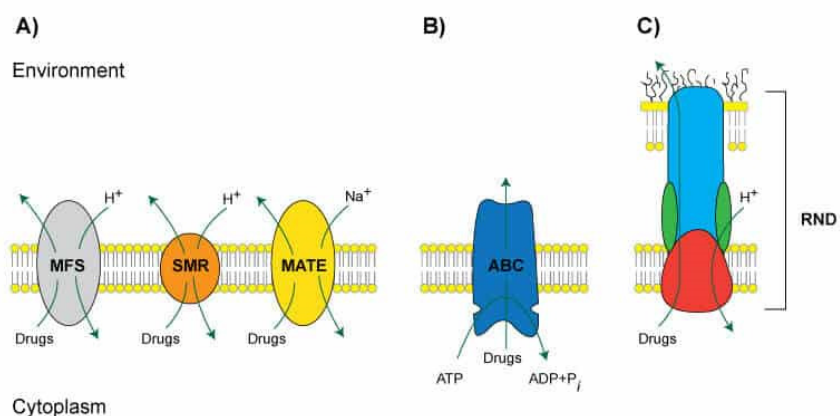 A)
B)
C)
Environment
H⁺
H⁺
Na⁺
H⁺
RND
MFS
SMR
MATE
ABC
Drugs
Drugs
Drugs
Drugs
Drugs
ATP
ADP+Pᵢ
Cytoplasm